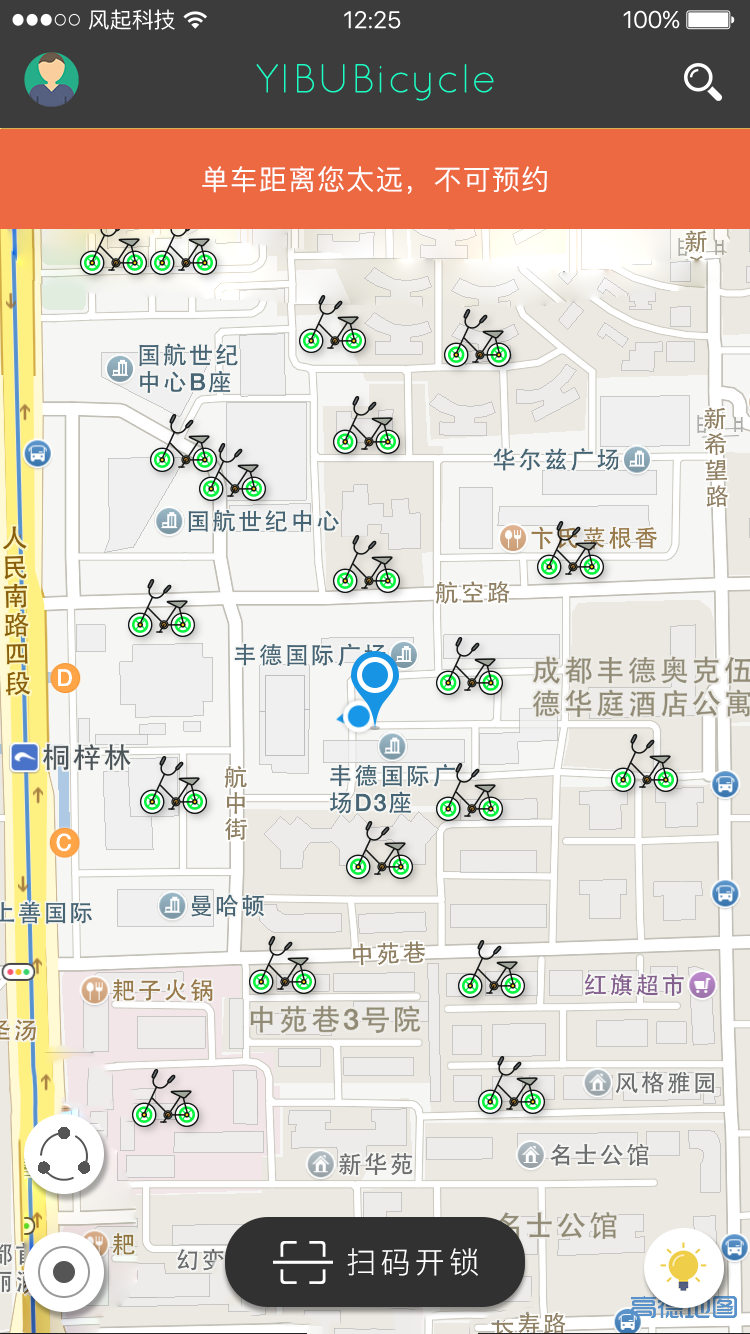 风起科技
12:25
100%
YIBUBicycle
单车距离您太远，不可预约
新
国航世纪
中心B座
新希望路
华尔兹广场
国航世纪中心
卞氏菜根香
人民南路四段
航空路
丰德国际广场
D
成都丰德奥克伍
德华庭酒店公寓
桐梓林
航中街
丰德国际广
场D3座
C
曼哈顿
上善国际
中苑巷
耙子火锅
红旗超市
中苑巷3号院
圣汤
风格雅园
新华苑
名士公馆
名士公馆
耙
幻变
扫码开锁
高德地图
长寿路